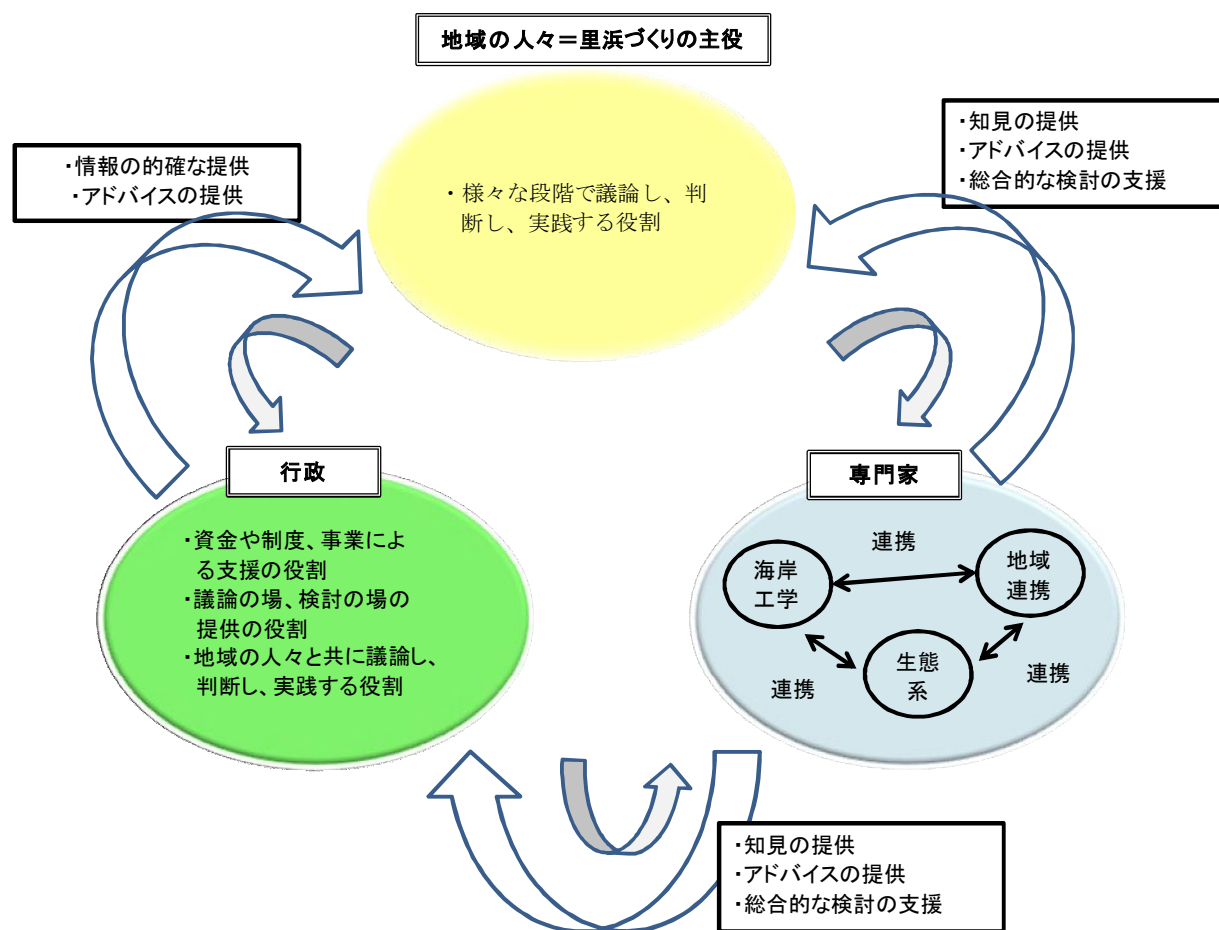 地域の人々＝里浜づくりの主役
・様々な段階で議論し、判
断し、実践する役割
・情報の的確な提供
・アドバイスの提供
・知見の提供
・アドバイスの提供
・総合的な検討の支援
行政
・資金や制度、事業によ
る支援の役割
・議論の場、検討の場の
提供の役割
・地域の人々と共に議論し、
判断し、実践する役割
専門家
連携
海岸
工学
地域
連携
生態
系
連携
連携
・知見の提供
・アドバイスの提供
・総合的な検討の支援